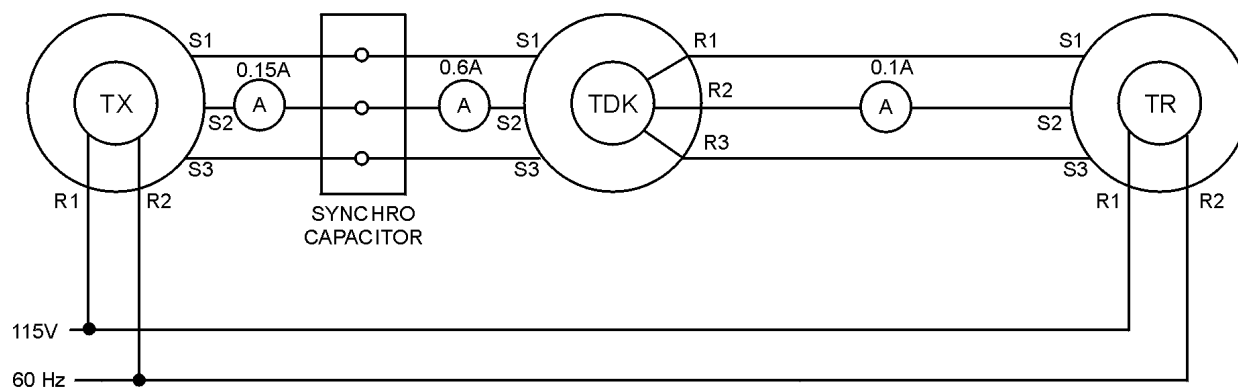 S1
S1
R1
S1
0.15A
0.6A
0.1A
TX
A
A
TDK
R2
A
TR
S2
S2
S2
S3
S3
R3
S3
R1
R2
R1
R2
SYNCHRO
CAPACITOR
115V
60 Hz